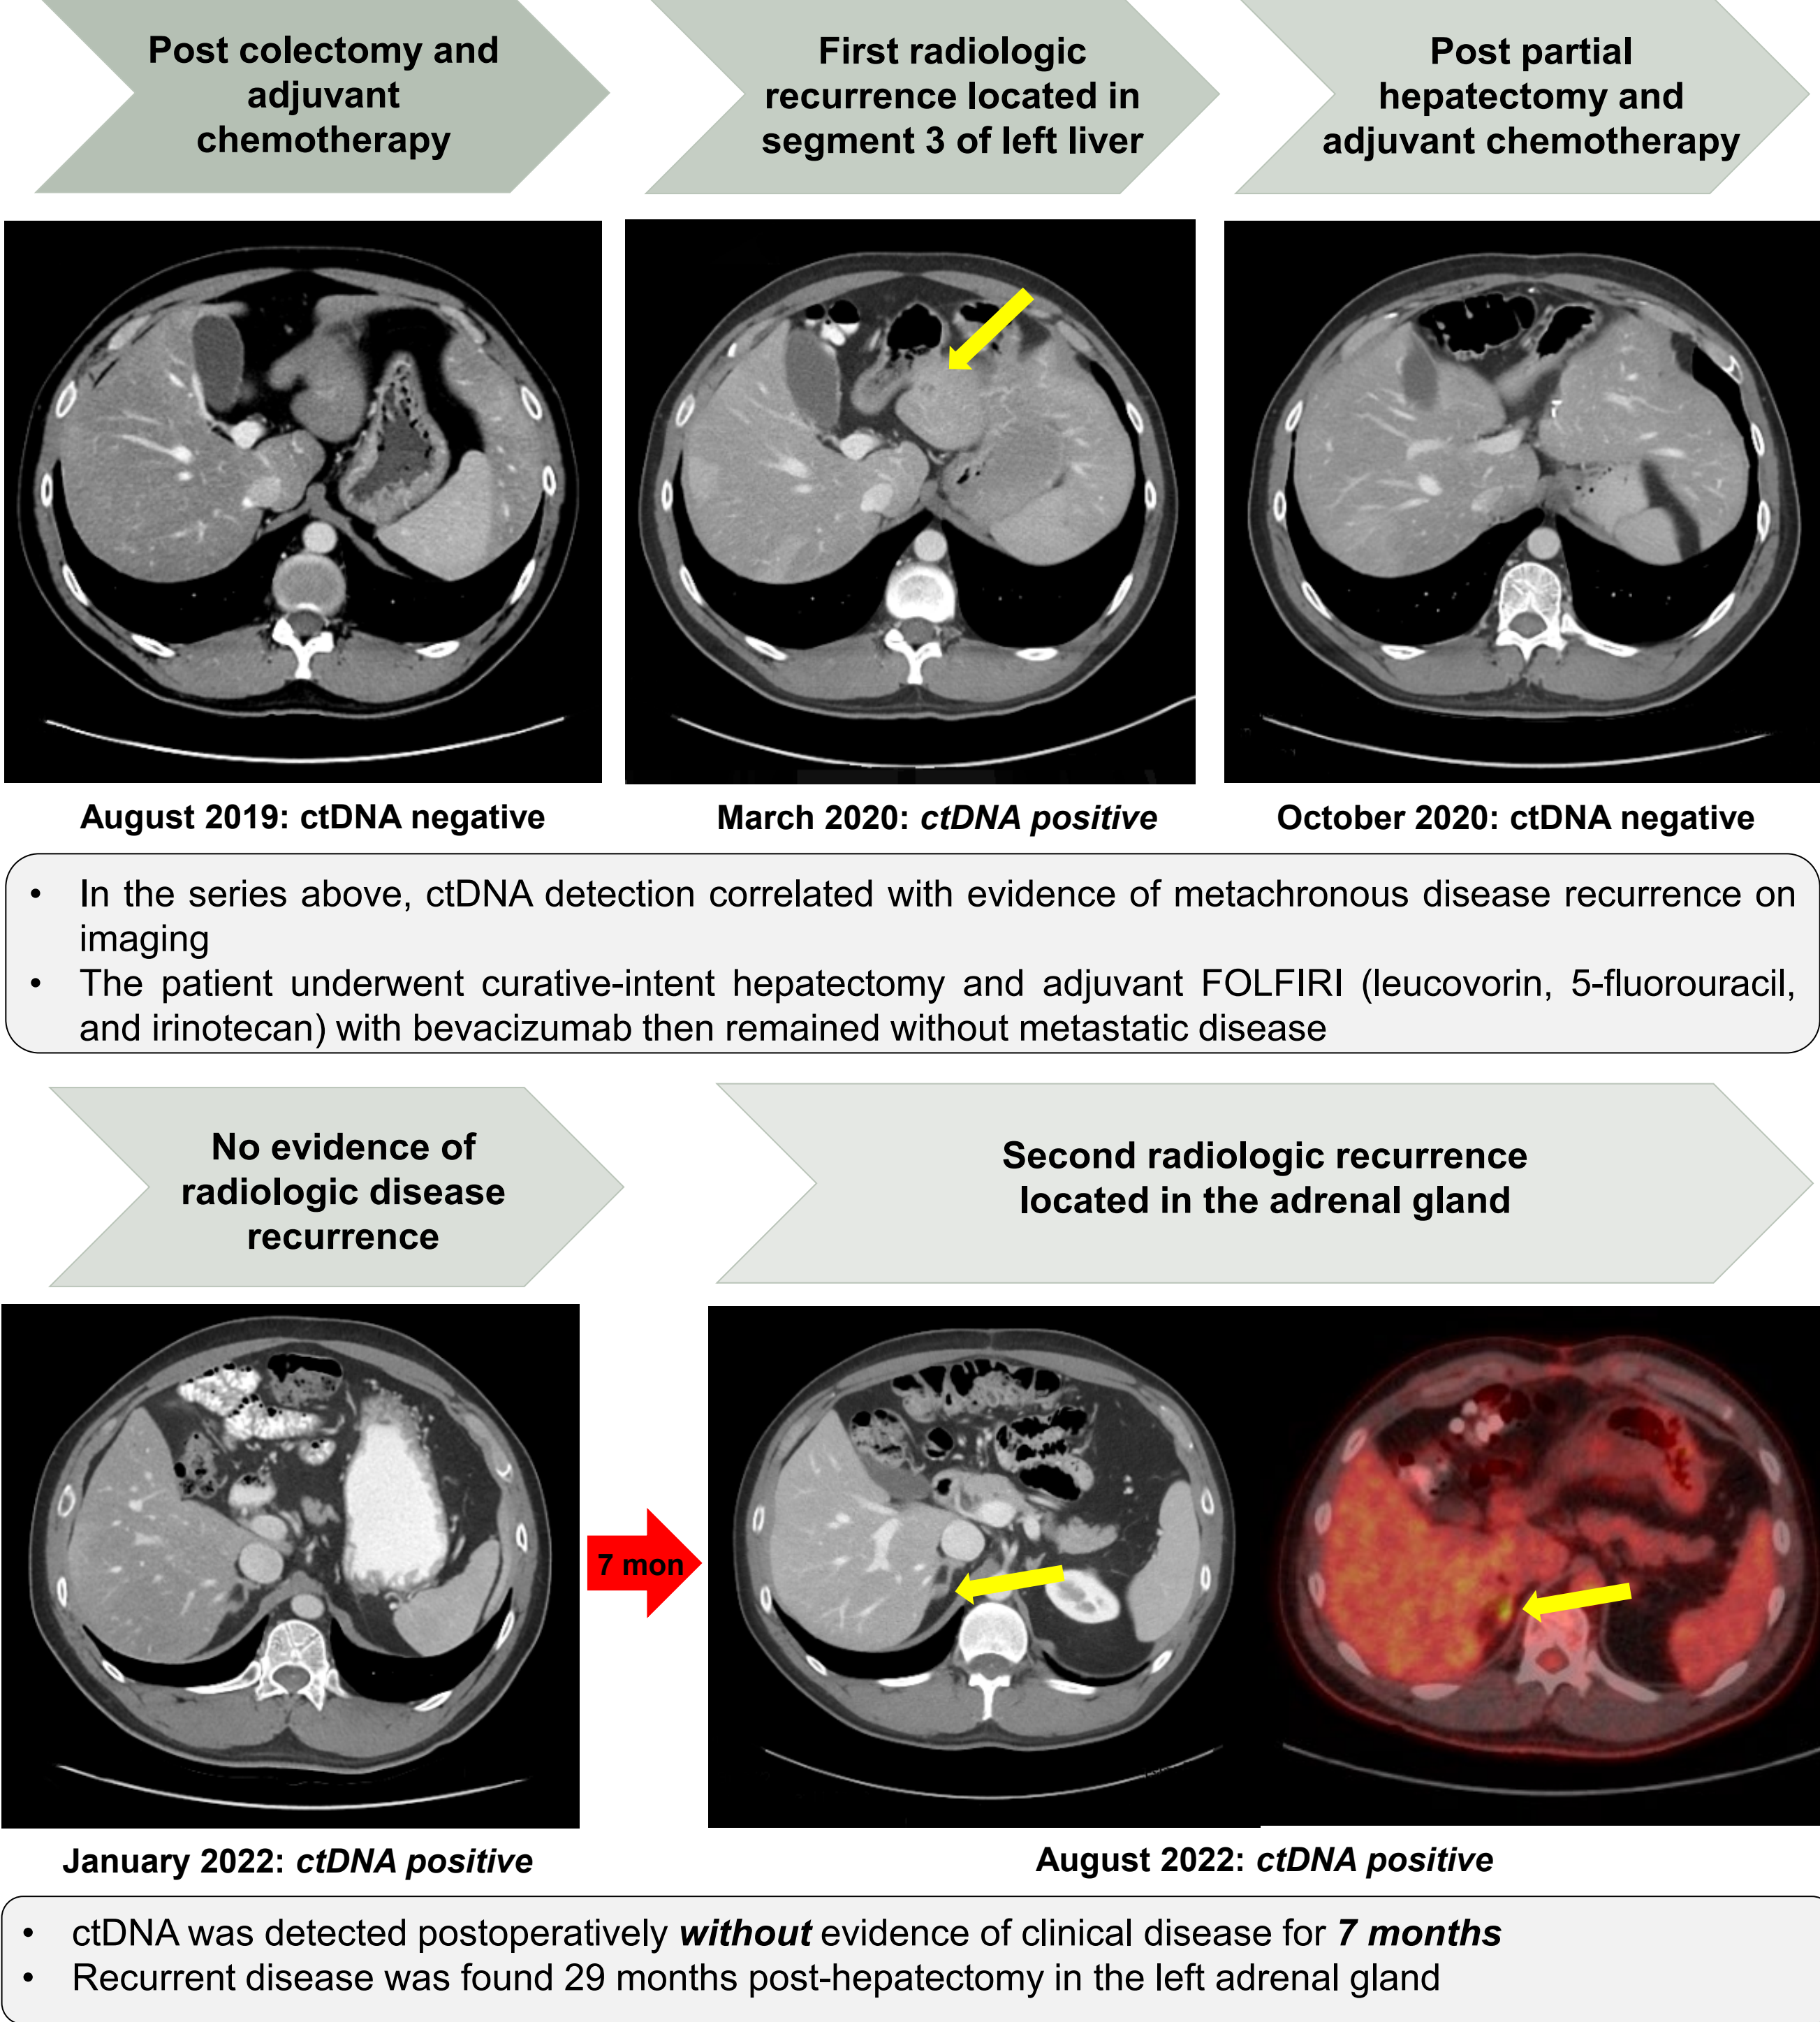 Post colectomy and
adjuvant
chemotherapy
First radiologic
recurrence located in
segment 3 of left liver
Post partial
hepatectomy and
adjuvant chemotherapy
August 2019: ctDNA negative
March 2020: ctDNA positive
October 2020: ctDNA negative
• In the series above, ctDNA detection correlated with evidence of metachronous disease recurrence on
imaging
• The patient underwent curative-intent hepatectomy and adjuvant FOLFIRI (leucovorin, 5-fluorouracil,
and irinotecan) with bevacizumab then remained without metastatic disease
No evidence of
radiologic disease
recurrence
Second radiologic recurrence
located in the adrenal gland
7 mon
January 2022: ctDNA positive
August 2022: ctDNA positive
• ctDNA was detected postoperatively without evidence of clinical disease for 7 months
• Recurrent disease was found 29 months post-hepatectomy in the left adrenal gland